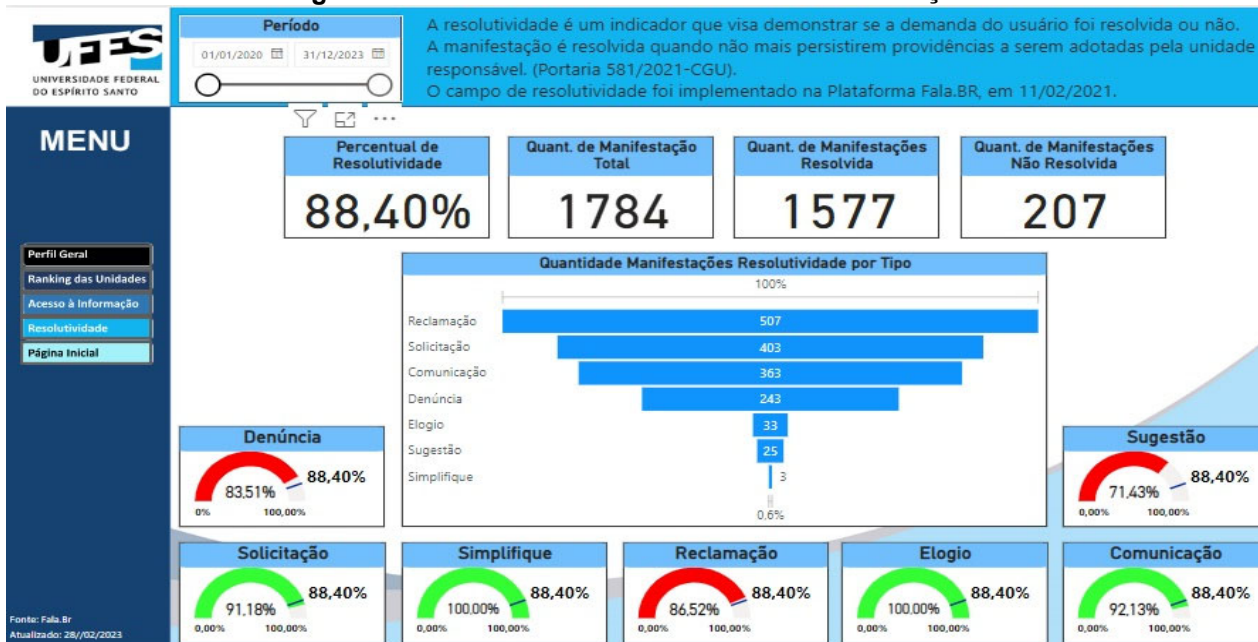 UFES
UNIVERSIDADE FEDERAL
DO ESPÍRITO SANTO
Período
01/01/2020 31/12/2023
A resolutividade é um indicador que visa demonstrar se a demanda do usuário foi resolvida ou não.
A manifestação é resolvida quando não mais persistirem providências a serem adotadas pela unidade
responsável. (Portaria 581/2021-CGU).
O campo de resolutividade foi implementado na Plataforma Fala.BR, em 11/02/2021.
MENU
Perfil Geral
Ranking das Unidades
Acesso à Informação
Resolutividade
Página Inicial
Percentual de
Resolutividade
88,40%
Quant. de Manifestação
Total
1784
Quant. de Manifestações
Resolvida
1577
Quant. de Manifestações
Não Resolvida
207
Quantidade Manifestações Resolutividade por Tipo
100%
Reclamação 507
Solicitação 403
Comunicação 363
Denúncia 243
Elogio 33
Sugestão 25
Simplifique 3
0,6%
Denúncia
83,51% 88,40%
0% 100,00%
Sugestão
71,43% 88,40%
0,00% 100,00%
Solicitação
91,18% 88,40%
0,00% 100,00%
Simplifique
100,00% 88,40%
0,00% 100,00%
Reclamação
86,52% 88,40%
0,00% 100,00%
Elogio
100,00% 88,40%
0,00% 100,00%
Comunicação
92,13% 88,40%
0,00% 100,00%
Fonte: Fala.Br
Atualizado: 28//02/2023